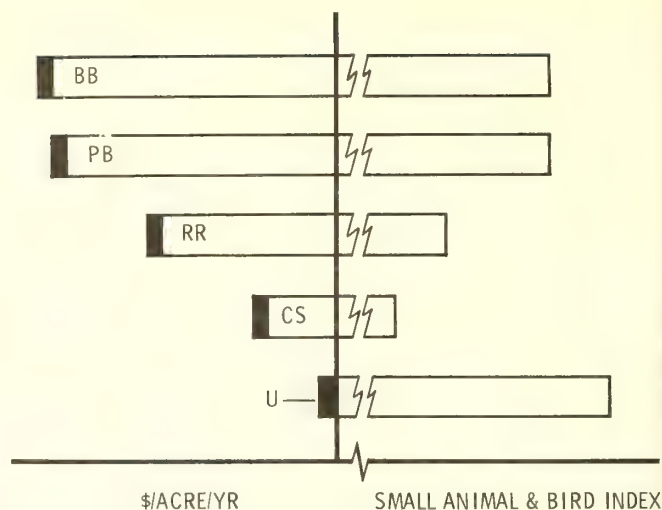 BB
PB
RR
CS
U
$/ACRE/YR
SMALL ANIMAL & BIRD INDEX